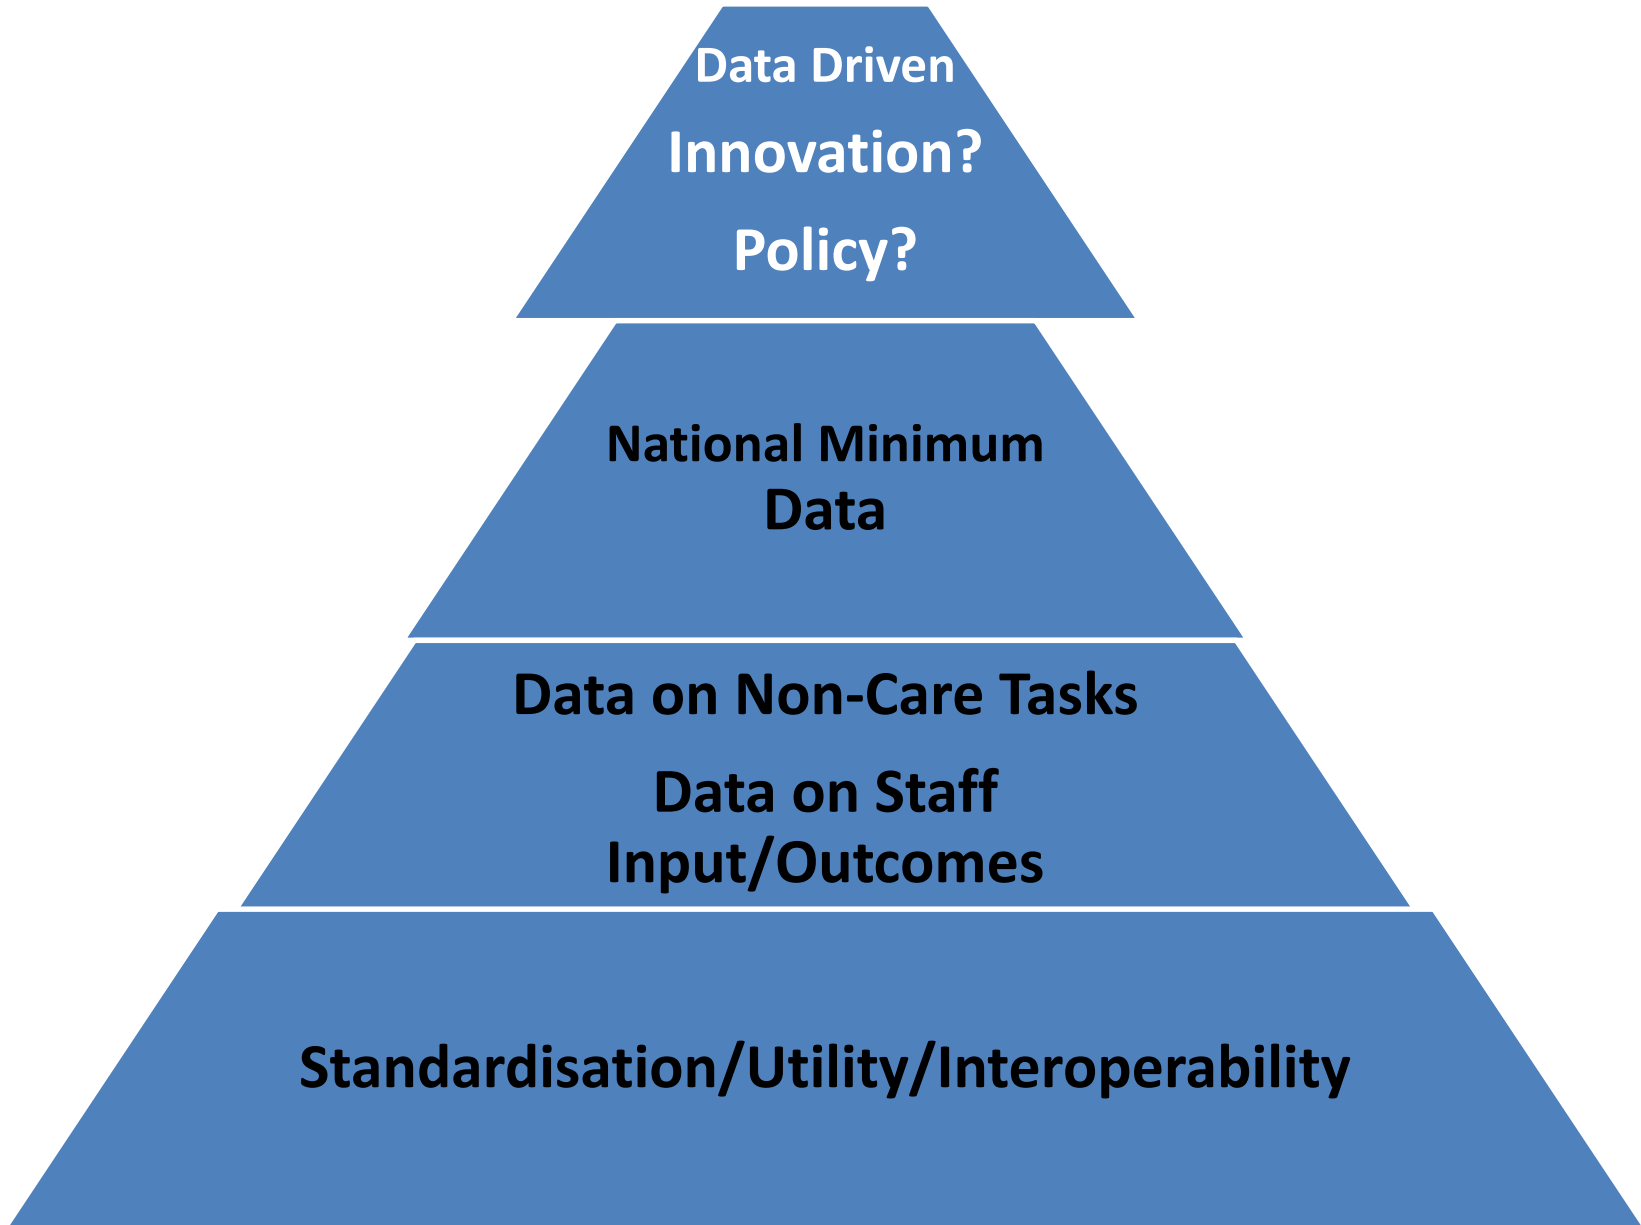 Data Driven
Innovation?
Policy?
National Minimum
Data
Data on Non-Care Tasks
Data on Staff
Input/Outcomes
Standardisation/Utility/Interoperability